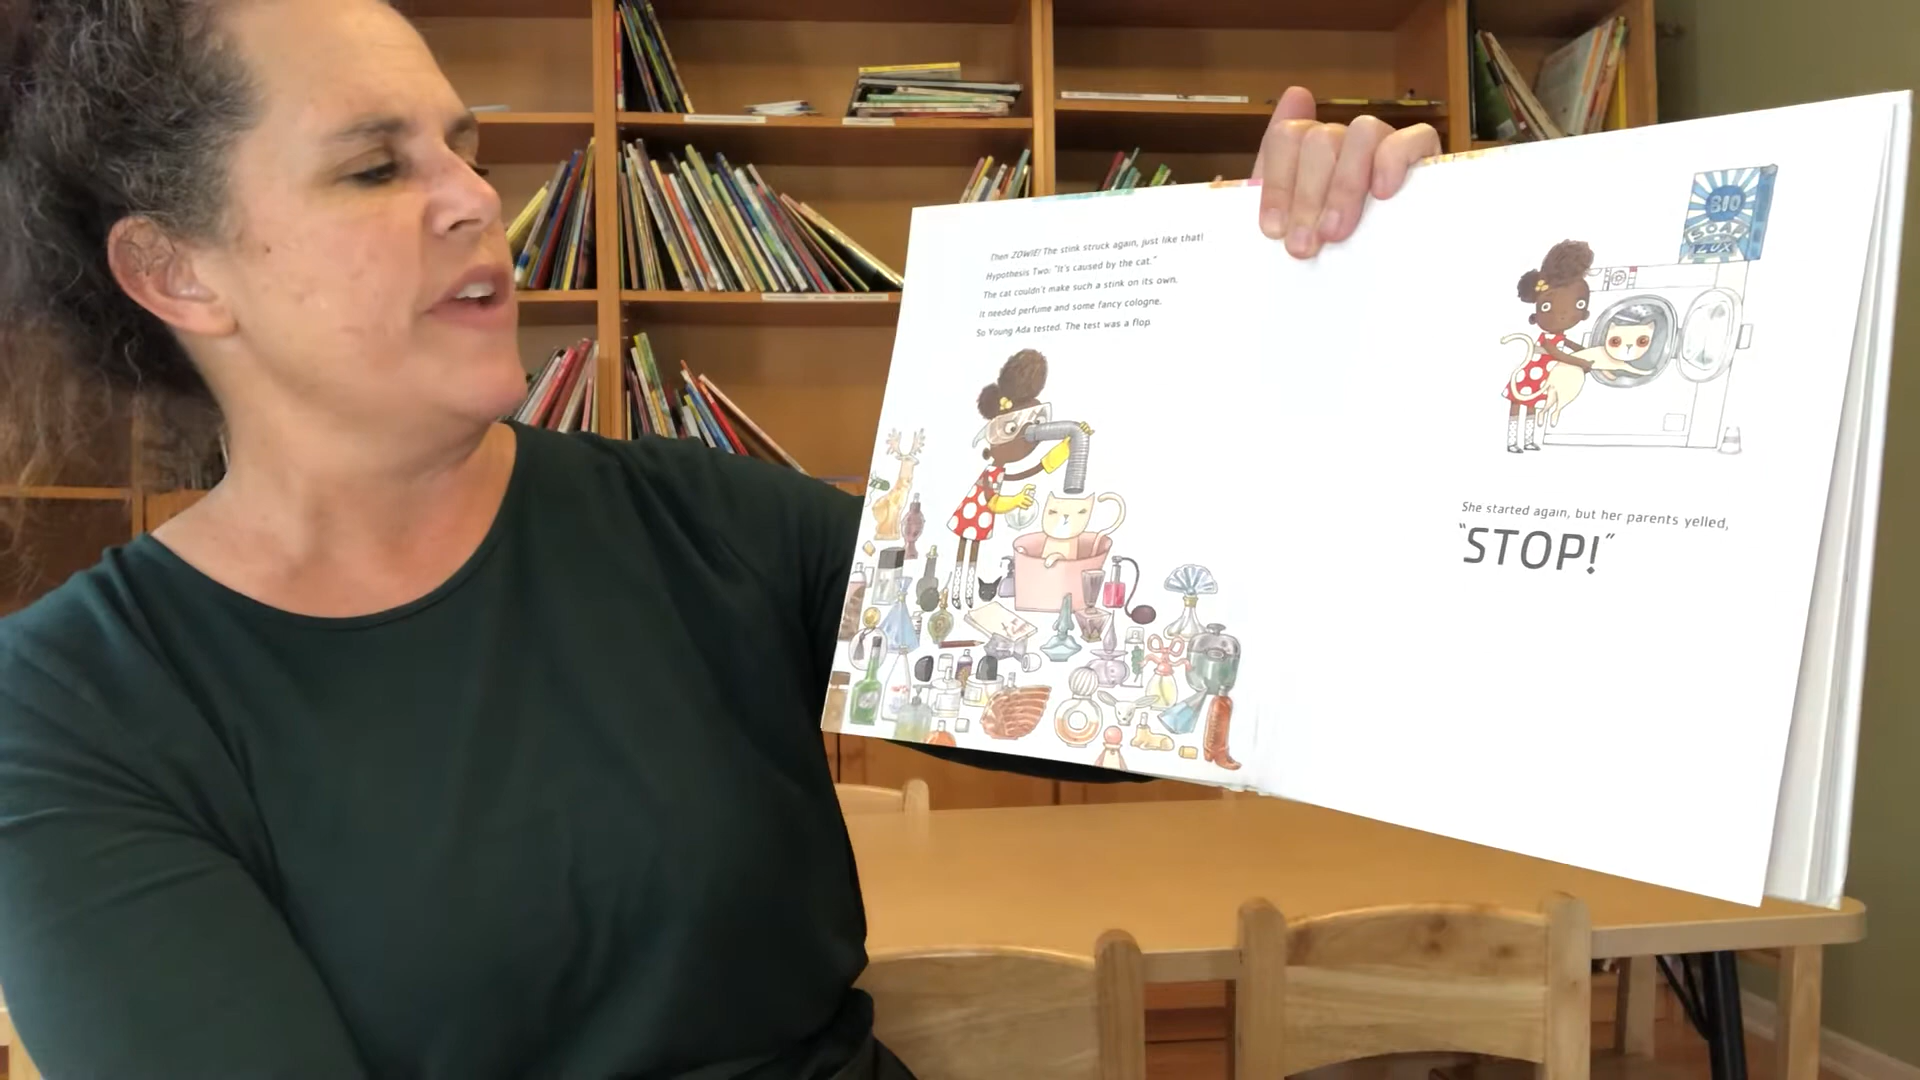 Then ZOWIE! The stink struck again, just like that!
Hypothesis Two: "It's caused by the cat."
The cat couldn't make such a stink on its own.
It needed perfume and some fancy cologne.
So Young Ada tested. The test was a flop
BIO
SOAP
LUX
She started again, but her parents yelled,
"STOP!"